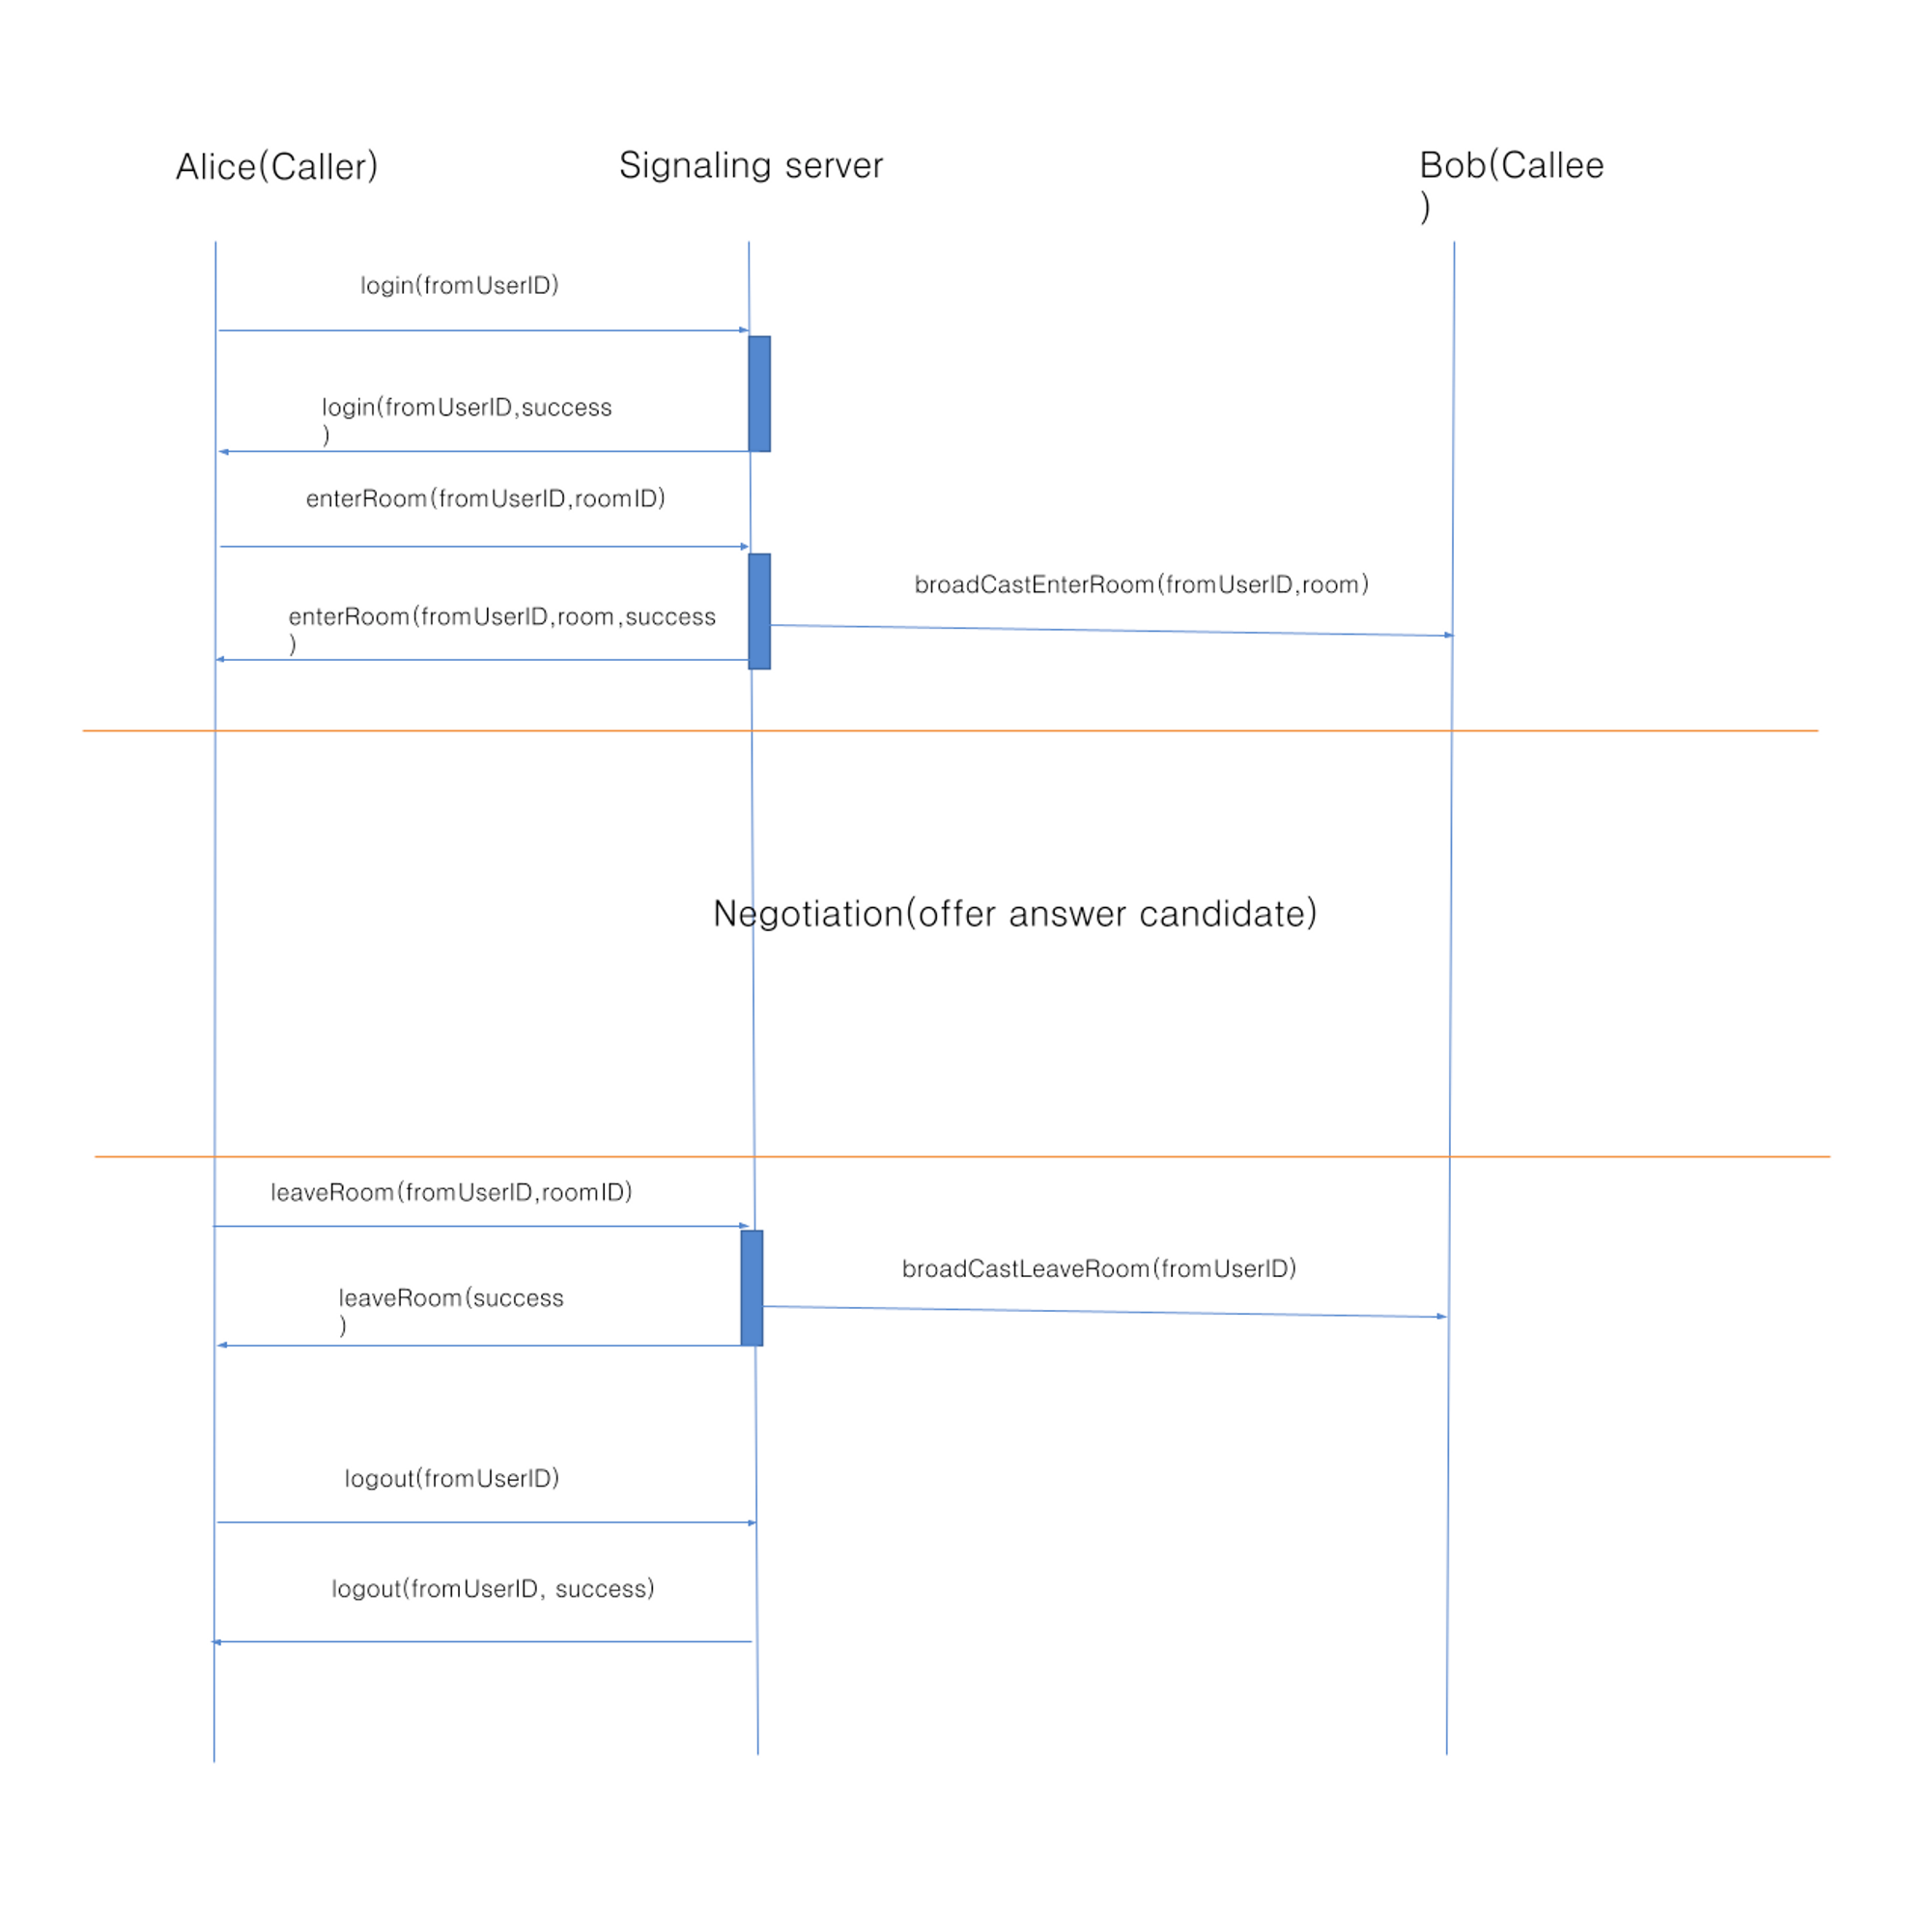 Alice(Caller)
Signaling server
Bob(Callee
)
login(fromUserID)
login(fromUserID,success
)
enterRoom(fromUserID,roomID)
broadCastEnterRoom(fromUserID,room)
enterRoom(fromUserID,room,success
)
Negotiation(offer answer candidate)
leaveRoom(fromUserID,roomID)
broadCastLeaveRoom(fromUserID)
leaveRoom(success
)
logout(fromUserID)
logout(fromUserID, success)